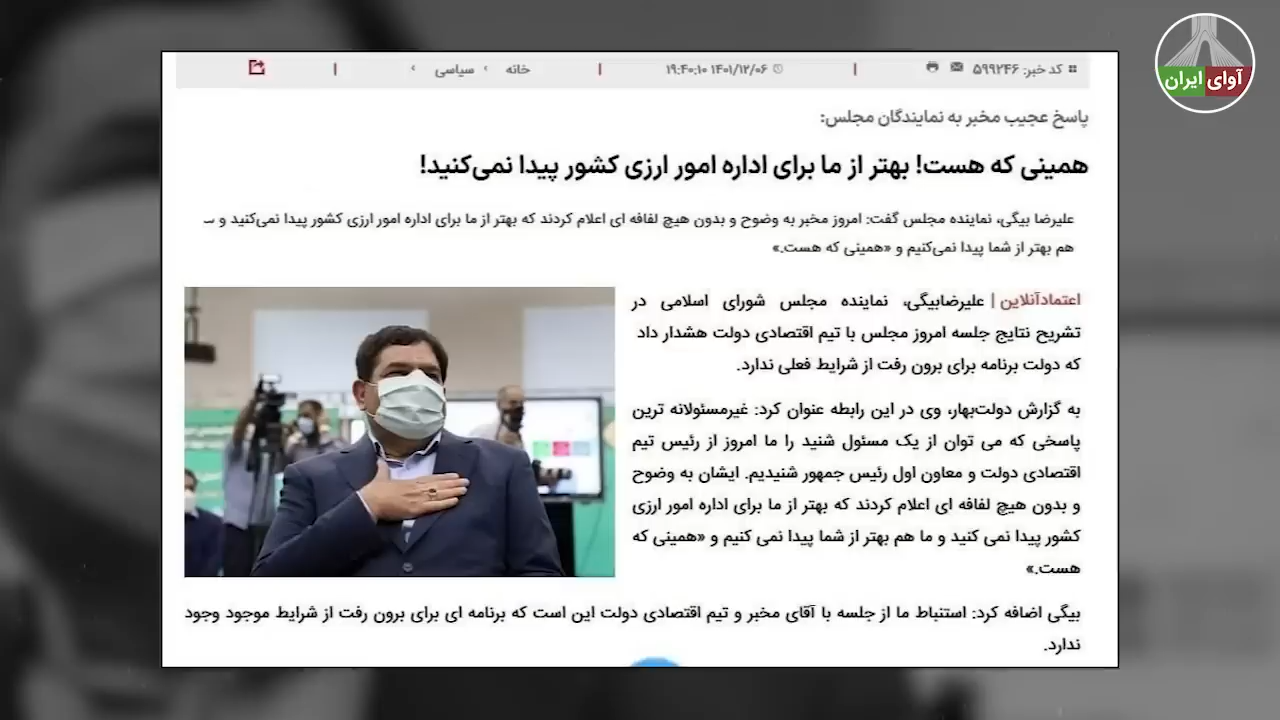 آوای ایران
کد خبر: ۵۹۹۲۴۶ | ۱۴۰۱/۱۲/۰۶ ۱۹:۴۰:۱۰ | خانه › سیاسی › |
پاسخ عجیب مخبر به نمایندگان مجلس:
همینی که هست! بهتر از ما برای اداره امور ارزی کشور پیدا نمی‌کنید!
علیرضا بیگی، نماینده مجلس گفت: امروز مخبر به وضوح و بدون هیچ لفافه ای اعلام کردند که بهتر از ما برای اداره امور ارزی کشور پیدا نمی‌کنید و
هم بهتر از شما پیدا نمی‌کنیم و «همینی که هست.»
اعتمادآنلاین | علیرضابیگی، نماینده مجلس شورای اسلامی در
تشریح نتایج جلسه امروز مجلس با تیم اقتصادی دولت هشدار داد
که دولت برنامه برای برون رفت از شرایط فعلی ندارد.
به گزارش دولت‌بهار، وی در این رابطه عنوان کرد: غیرمسئولانه ترین
پاسخی که می توان از یک مسئول شنید را ما امروز از رئیس تیم
اقتصادی دولت و معاون اول رئیس جمهور شنیدیم. ایشان به وضوح
و بدون هیچ لفافه ای اعلام کردند که بهتر از ما برای اداره امور ارزی
کشور پیدا نمی کنید و ما هم بهتر از شما پیدا نمی کنیم و «همینی که
هست.»
بیگی اضافه کرد: استنباط ما از جلسه با آقای مخبر و تیم اقتصادی دولت این است که برنامه ای برای برون رفت از شرایط موجود وجود
ندارد.